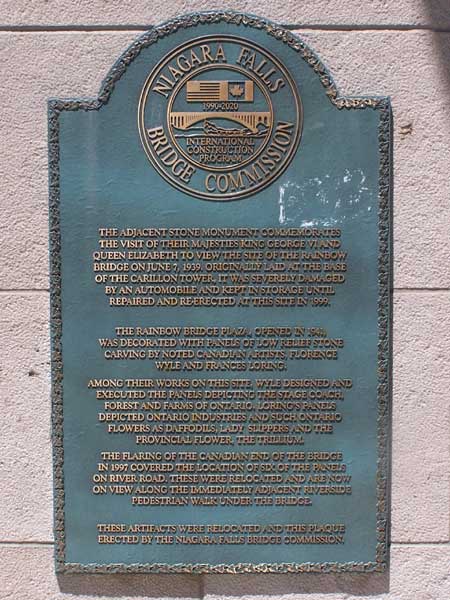 NIAGARA FALLS
1990-2020
INTERNATIONAL
CONSTRUCTION
PROGRAM
BRIDGE COMMISSION
THE ADJACENT STONE MONUMENT COMMEMORATES
THE VISIT OF THEIR MAJESTIES KING GEORGE VI AND
QUEEN ELIZABETH TO VIEW THE SITE OF THE RAINBOW
BRIDGE ON JUNE 7, 1939. ORIGINALLY LAID AT THE BASE
OF THE CARILLON TOWER, IT WAS SEVERELY DAMAGED
BY AN AUTOMOBILE AND KEPT IN STORAGE UNTIL
REPAIRED AND RE-ERECTED AT THIS SITE IN 1999.
THE RAINBOW BRIDGE PLAZA, OPENED IN 1941,
WAS DECORATED WITH PANELS OF LOW RELIEF STONE
CARVING BY NOTED CANADIAN ARTISTS, FLORENCE
WYLE AND FRANCES LORING.
AMONG THEIR WORKS ON THIS SITE, WYLE DESIGNED AND
EXECUTED THE PANELS DEPICTING THE STAGE COACH,
FOREST AND FARMS OF ONTARIO. LORING'S PANELS
DEPICTED ONTARIO INDUSTRIES AND SUCH ONTARIO
FLOWERS AS DAFFODILS, LADY SLIPPERS AND THE
PROVINCIAL FLOWER, THE TRILLIUM.
THE FLARING OF THE CANADIAN END OF THE BRIDGE
IN 1997 COVERED THE LOCATION OF SIX OF THE PANELS
ON RIVER ROAD. THESE WERE RELOCATED AND ARE NOW
ON VIEW ALONG THE IMMEDIATELY ADJACENT RIVERSIDE
PEDESTRIAN WALK UNDER THE BRIDGE.
THESE ARTIFACTS WERE RELOCATED AND THIS PLAQUE
ERECTED BY THE NIAGARA FALLS BRIDGE COMMISSION.